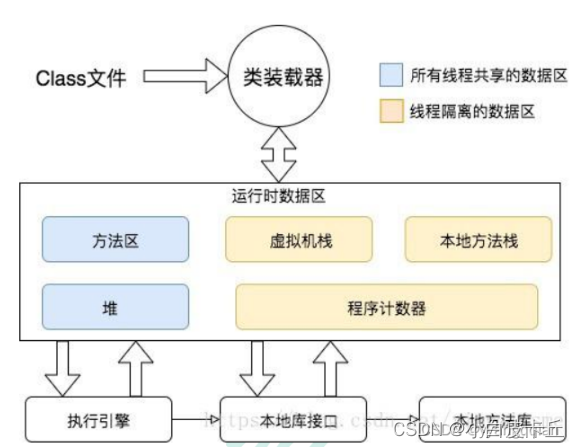 Class文件
类装载器
所有线程共享的数据区
线程隔离的数据区
运行时数据区
方法区
虚拟机栈
本地方法栈
堆
程序计数器
执行引擎
本地库接口
本地方法库